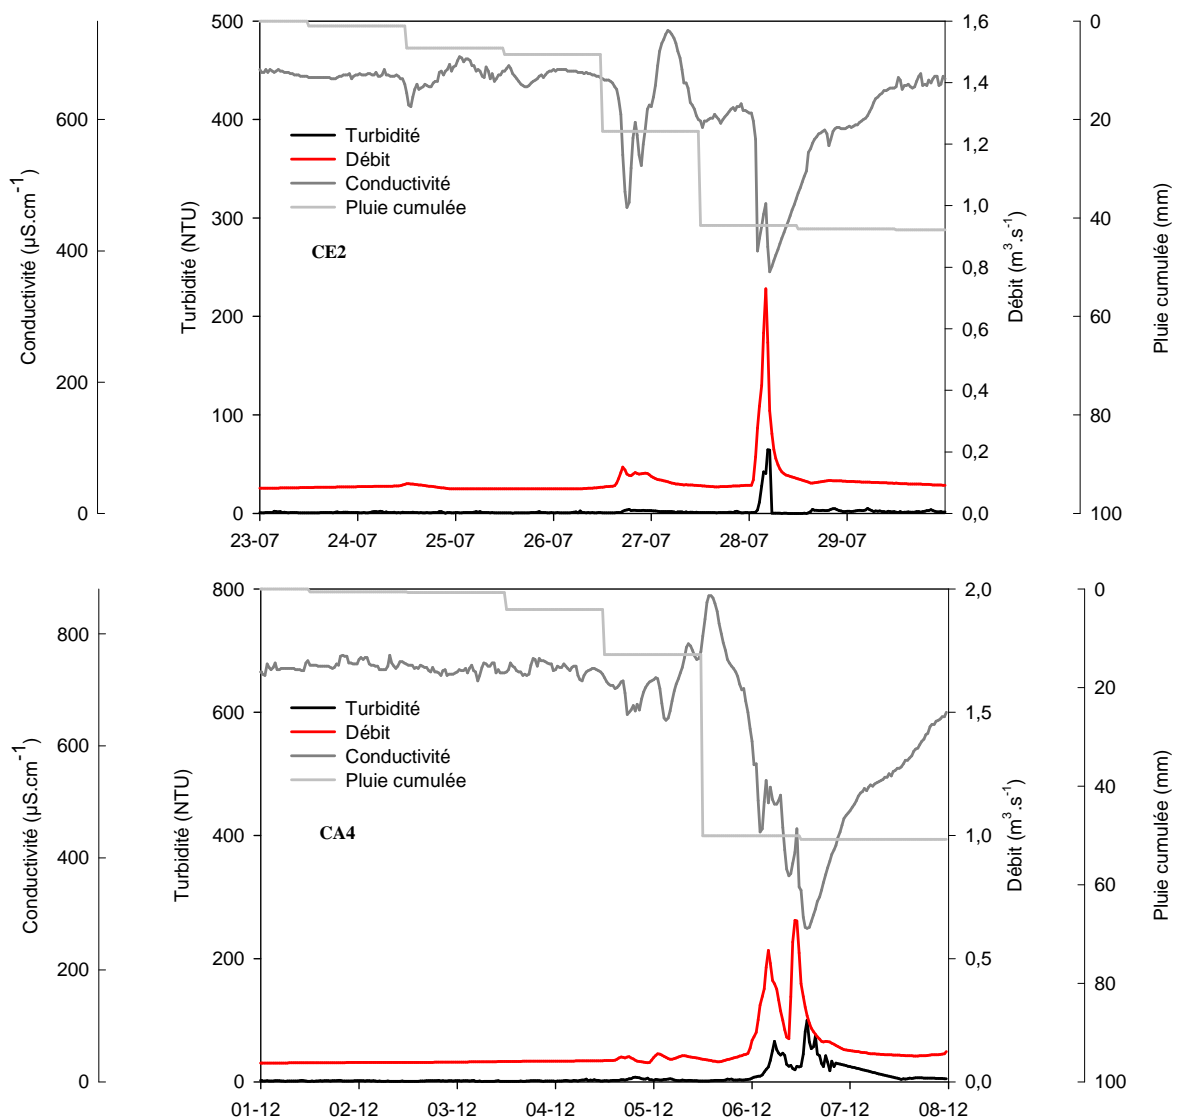 500
400
300
200
100
0
600
400
200
0
1,6
1,4
1,2
1,0
0,8
0,6
0,4
0,2
0,0
0
20
40
60
80
100
Conductivité (µS.cm-1)
Turbidité (NTU)
Débit (m3.s-1)
Pluie cumulée (mm)
Turbidité
Débit
Conductivité
Pluie cumulée
CE2
23-07 24-07 25-07 26-07 27-07 28-07 29-07
800
600
400
200
0
800
600
400
200
0
2,0
1,5
1,0
0,5
0,0
0
20
40
60
80
100
Conductivité (µS.cm-1)
Turbidité (NTU)
Débit (m3.s-1)
Pluie cumulée (mm)
Turbidité
Débit
Conductivité
Pluie cumulée
CA4
01-12 02-12 03-12 04-12 05-12 06-12 07-12 08-12